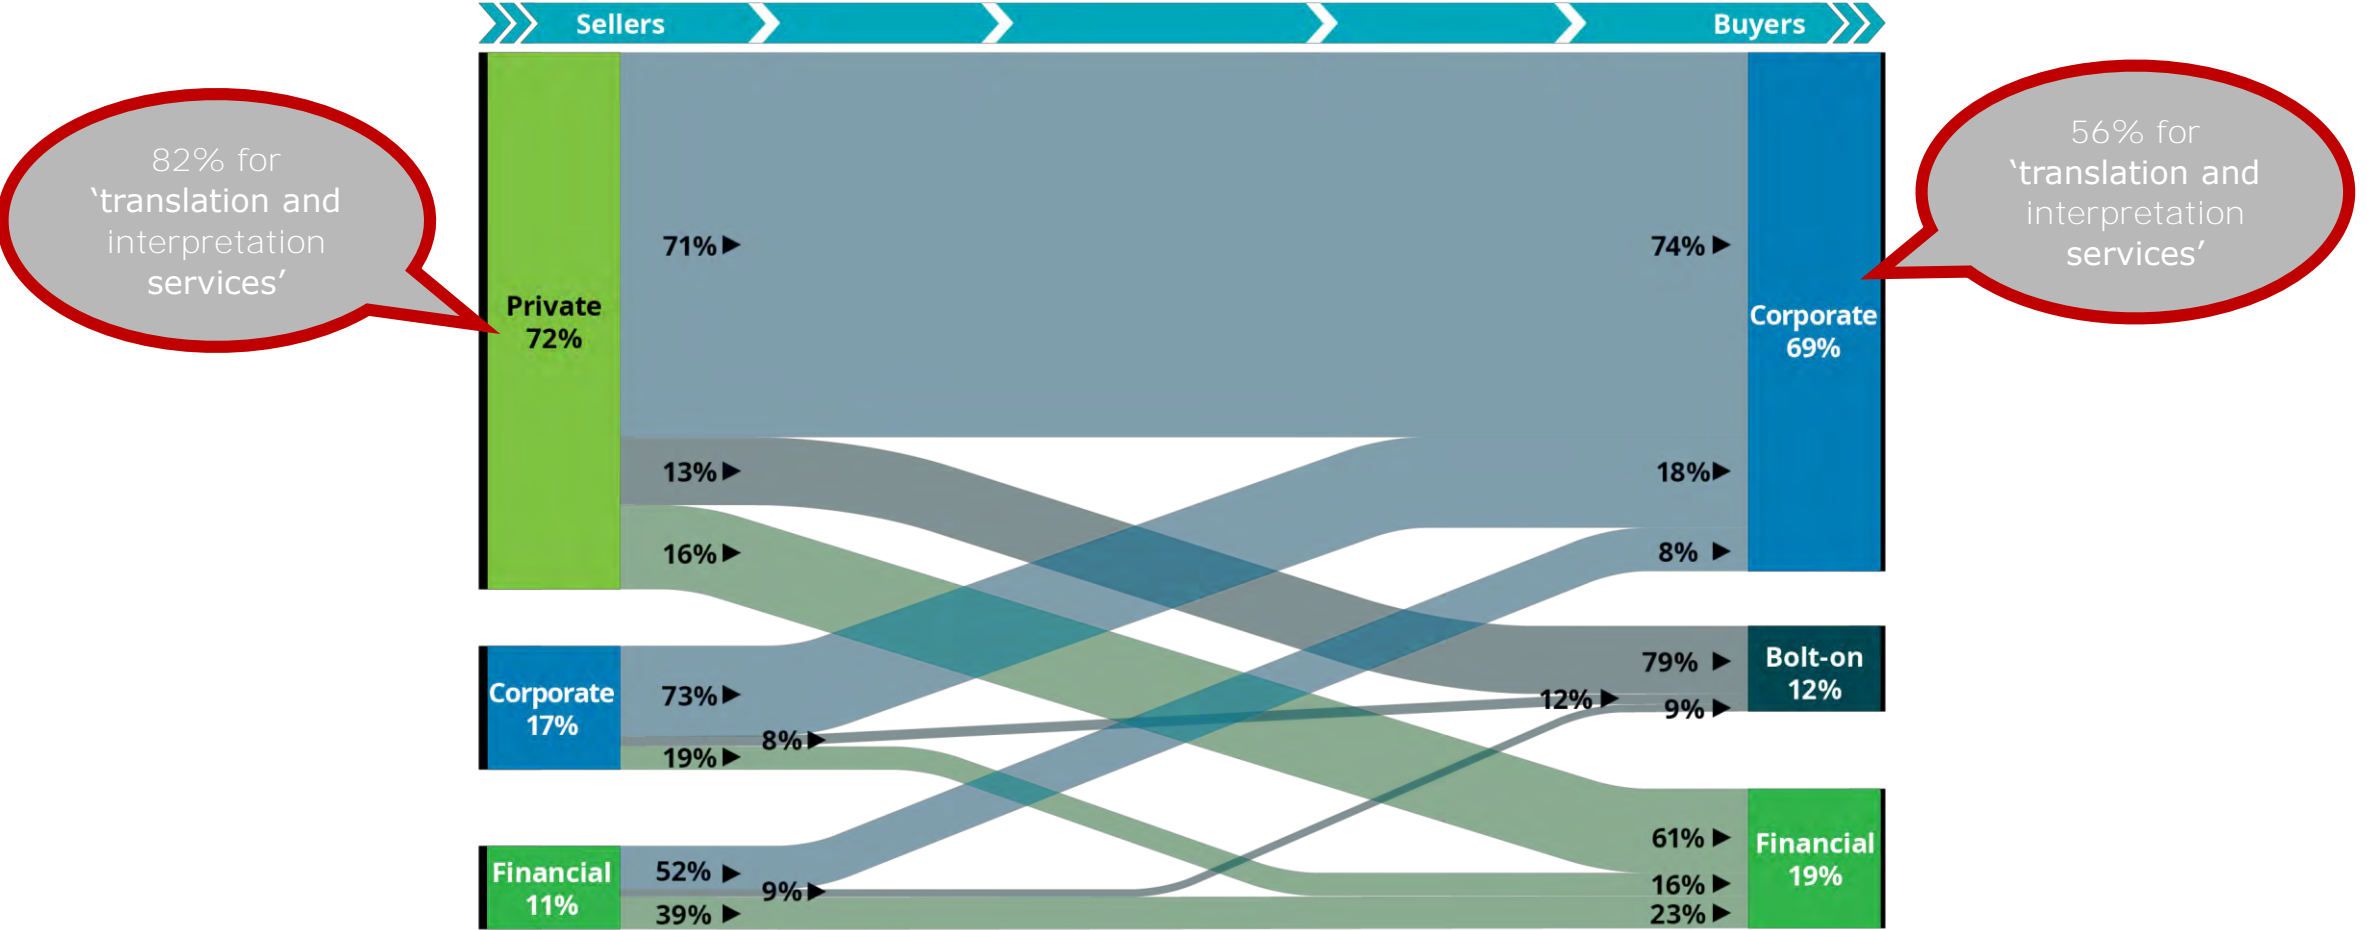 Sellers
Buyers
82% for
‘translation and
interpretation
services’
56% for
‘translation and
interpretation
services’
Private
72%
71%
13%
16%
Corporate
17%
73%
8%
19%
Financial
11%
52%
9%
39%
74%
18%
8%
Corporate
69%
79%
12%
9%
Bolt-on
12%
61%
16%
23%
Financial
19%